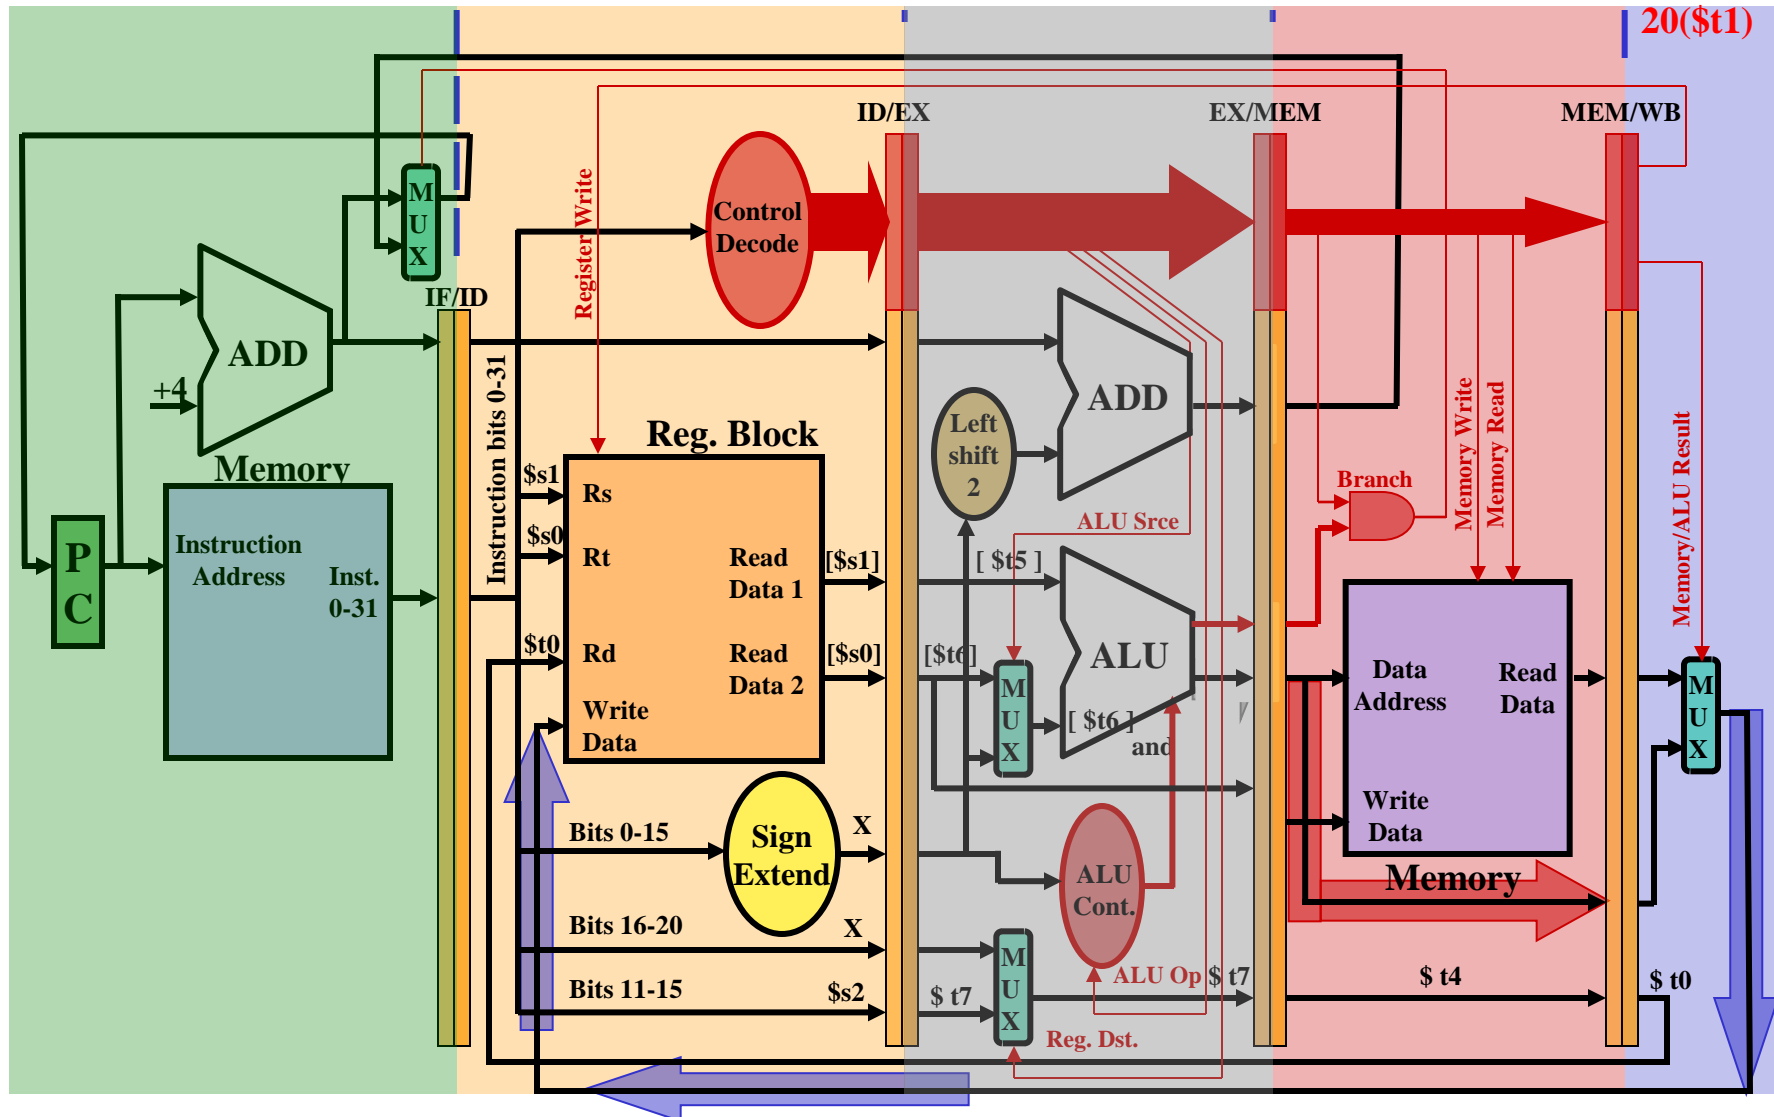 20($t1)
ID/EX
EX/MEM
MEM/WB
M
U
X
Control
Decode
Register Write
IF/ID
ADD
+4
Instruction bits 0-31
ADD
Left
shift
2
Reg. Block
Memory
$s1
Rs
$s0
Rt
Read
Data 1
[$s1]
$t0
Rd
Read
Data 2
[$s0]
Write
Data
P
C
Instruction
Address
Inst.
0-31
ALU Srce
[ $t5 ]
[$t6]
M
U
X
ALU
[ $t6 ]
and
Branch
Memory Write
Memory Read
Memory/ALU Result
Data
Address
Read
Data
Write
Data
Memory
M
U
X
Bits 0-15
Sign
Extend
X
ALU
Cont.
Bits 16-20
X
M
U
X
Bits 11-15
$s2
$ t7
ALU Op
$ t7
$ t4
$ t0
Reg. Dst.